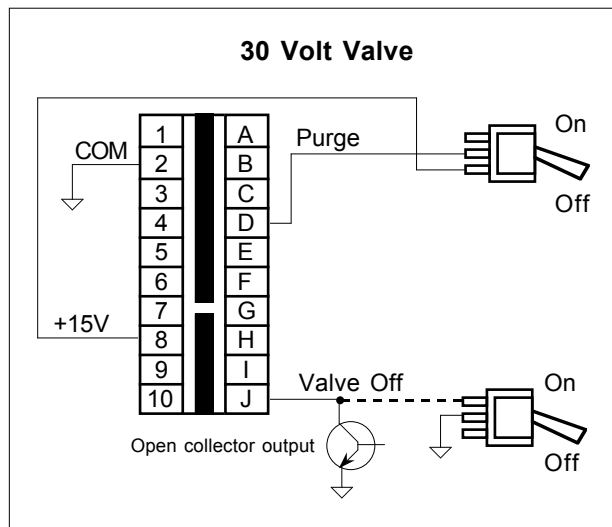 30 Volt Valve
On
1 A
Purge
COM
2 B
3 C
Off
4 D
5 E
6 F
7 G
+15V
8 H
9 I
Valve Off
On
10 J
Open collector output
Off